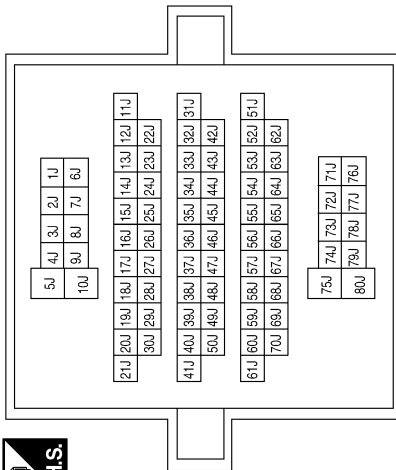 5J 4J 3J 2J 1J
10J 9J 8J 7J 6J
21J 20J 19J 18J 17J 16J 15J 14J 13J 12J 11J
30J 29J 28J 27J 26J 25J 24J 23J 22J
41J 40J 39J 38J 37J 36J 35J 34J 33J 32J 31J
50J 49J 48J 47J 46J 45J 44J 43J 42J
61J 60J 59J 58J 57J 56J 55J 54J 53J 52J 51J
70J 69J 68J 67J 66J 65J 64J 63J 62J
75J 74J 73J 72J 71J
80J 79J 78J 77J 76J
H.S.